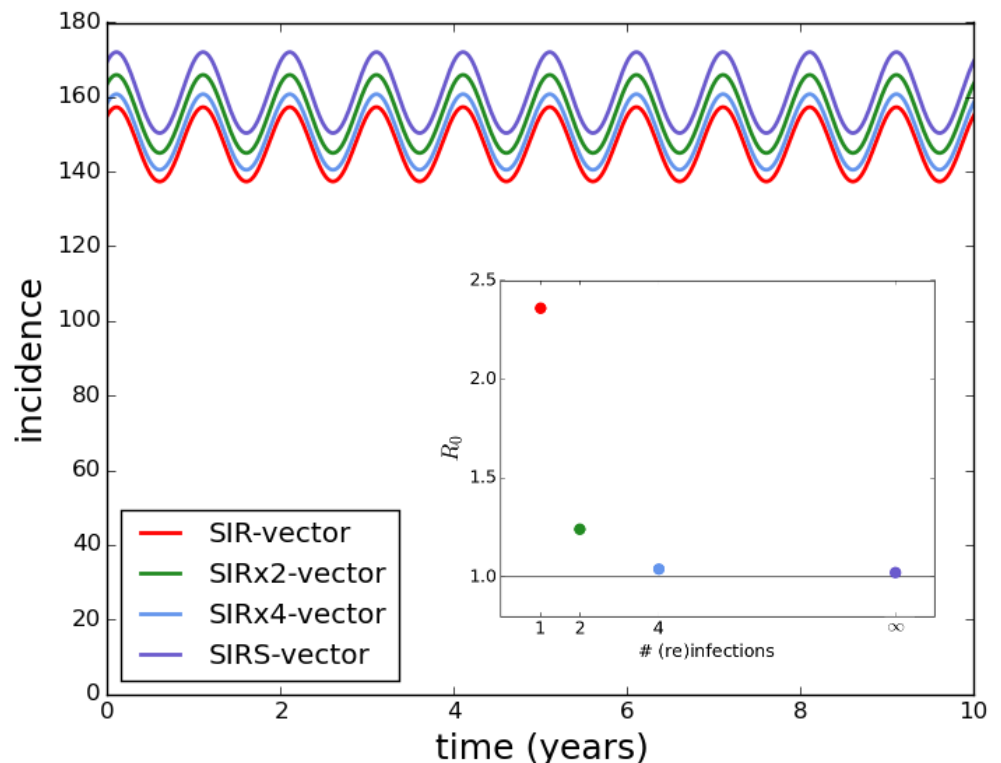 180
160
140
120
100
80
60
40
20
0
incidence
0 2 4 6 8 10
time (years)
SIR-vector
SIRx2-vector
SIRx4-vector
SIRS-vector
2.5
2.0
1.5
1.0
R₀
1 2 4 ∞
# (re)infections